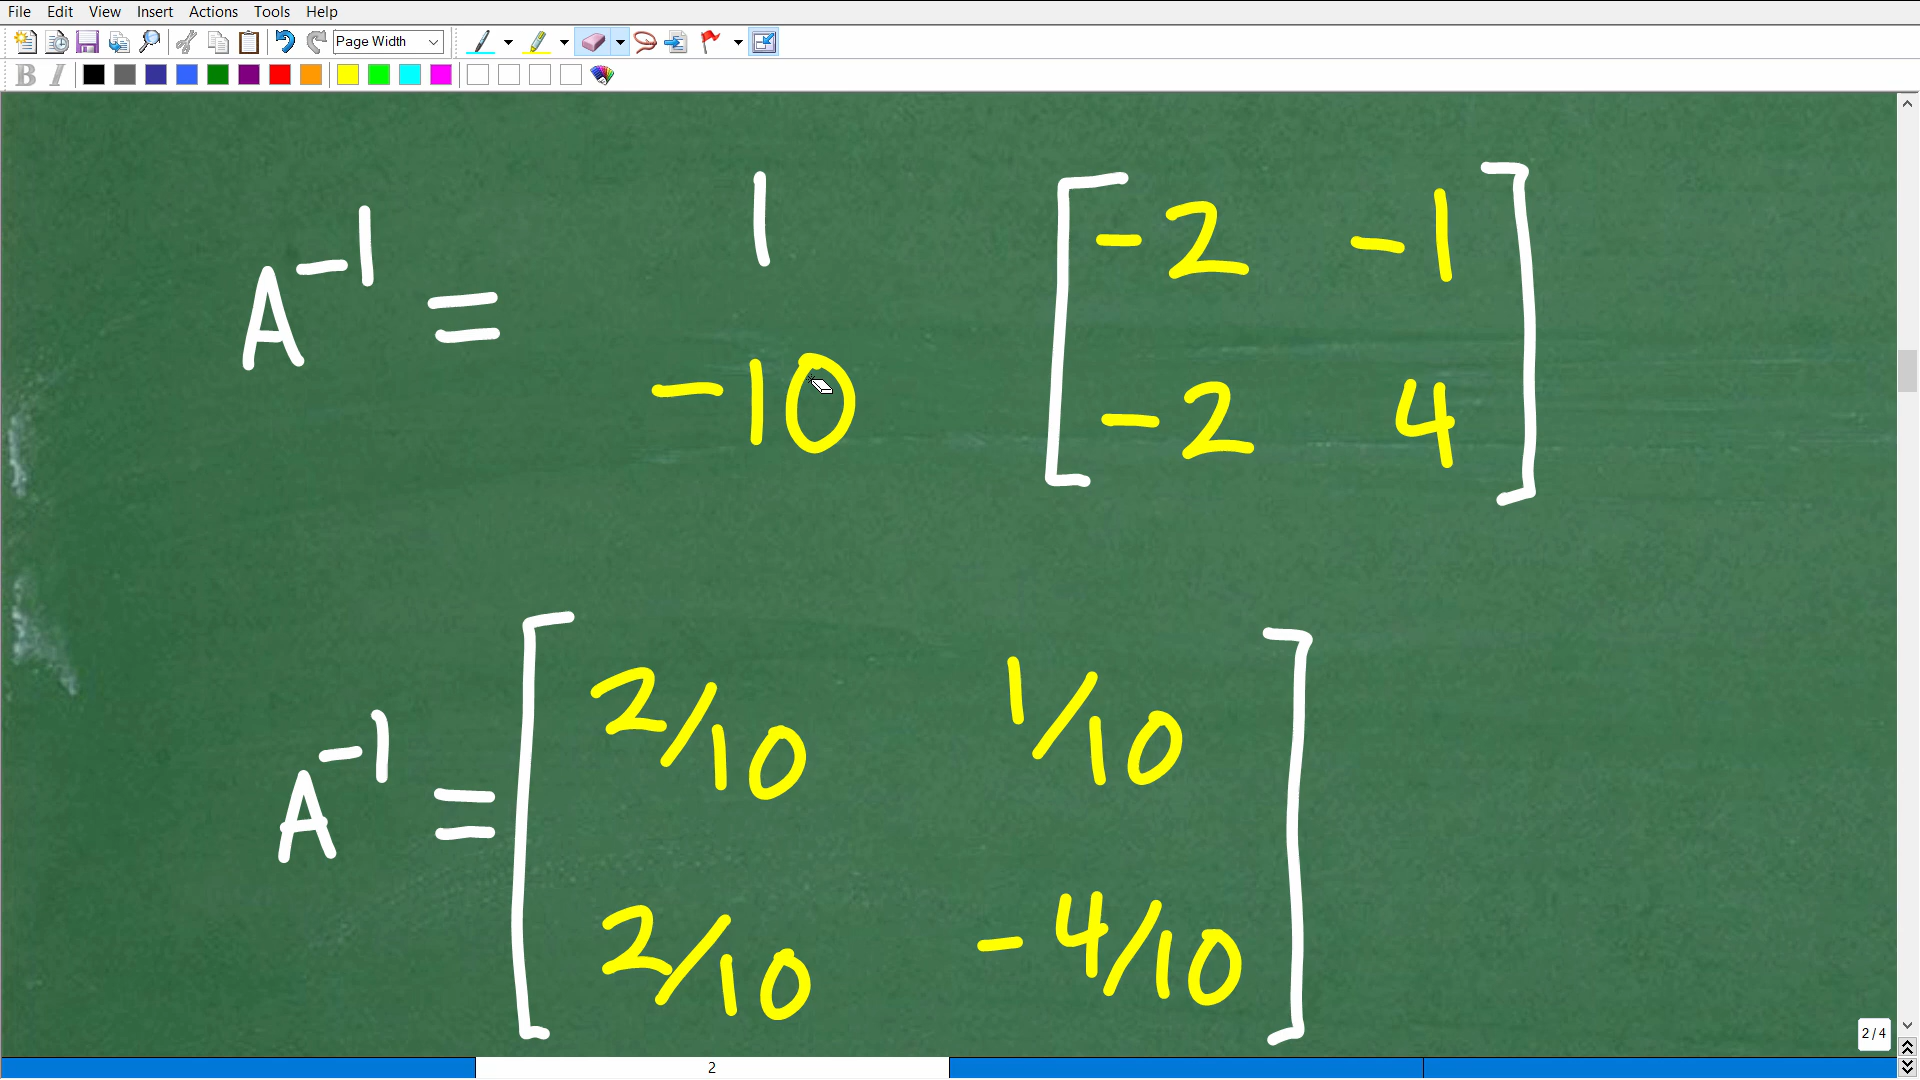 File Edit View Insert Actions Tools Help
Page Width
B I
A⁻¹ = 1 / -10 [ -2 -1
-2 4 ]
A⁻¹ = [ 2/10 1/10
2/10 -4/10 ]
2 / 4
2